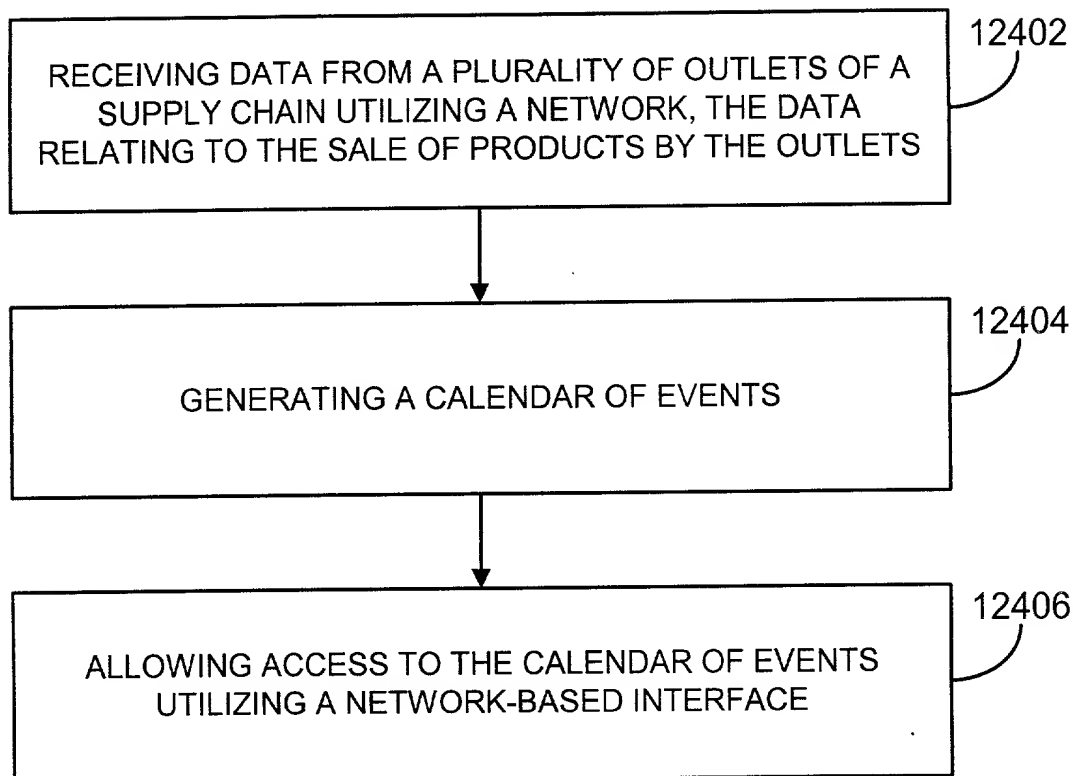 12402
RECEIVING DATA FROM A PLURALITY OF OUTLETS OF A
SUPPLY CHAIN UTILIZING A NETWORK, THE DATA
RELATING TO THE SALE OF PRODUCTS BY THE OUTLETS
12404
GENERATING A CALENDAR OF EVENTS
12406
ALLOWING ACCESS TO THE CALENDAR OF EVENTS
UTILIZING A NETWORK-BASED INTERFACE